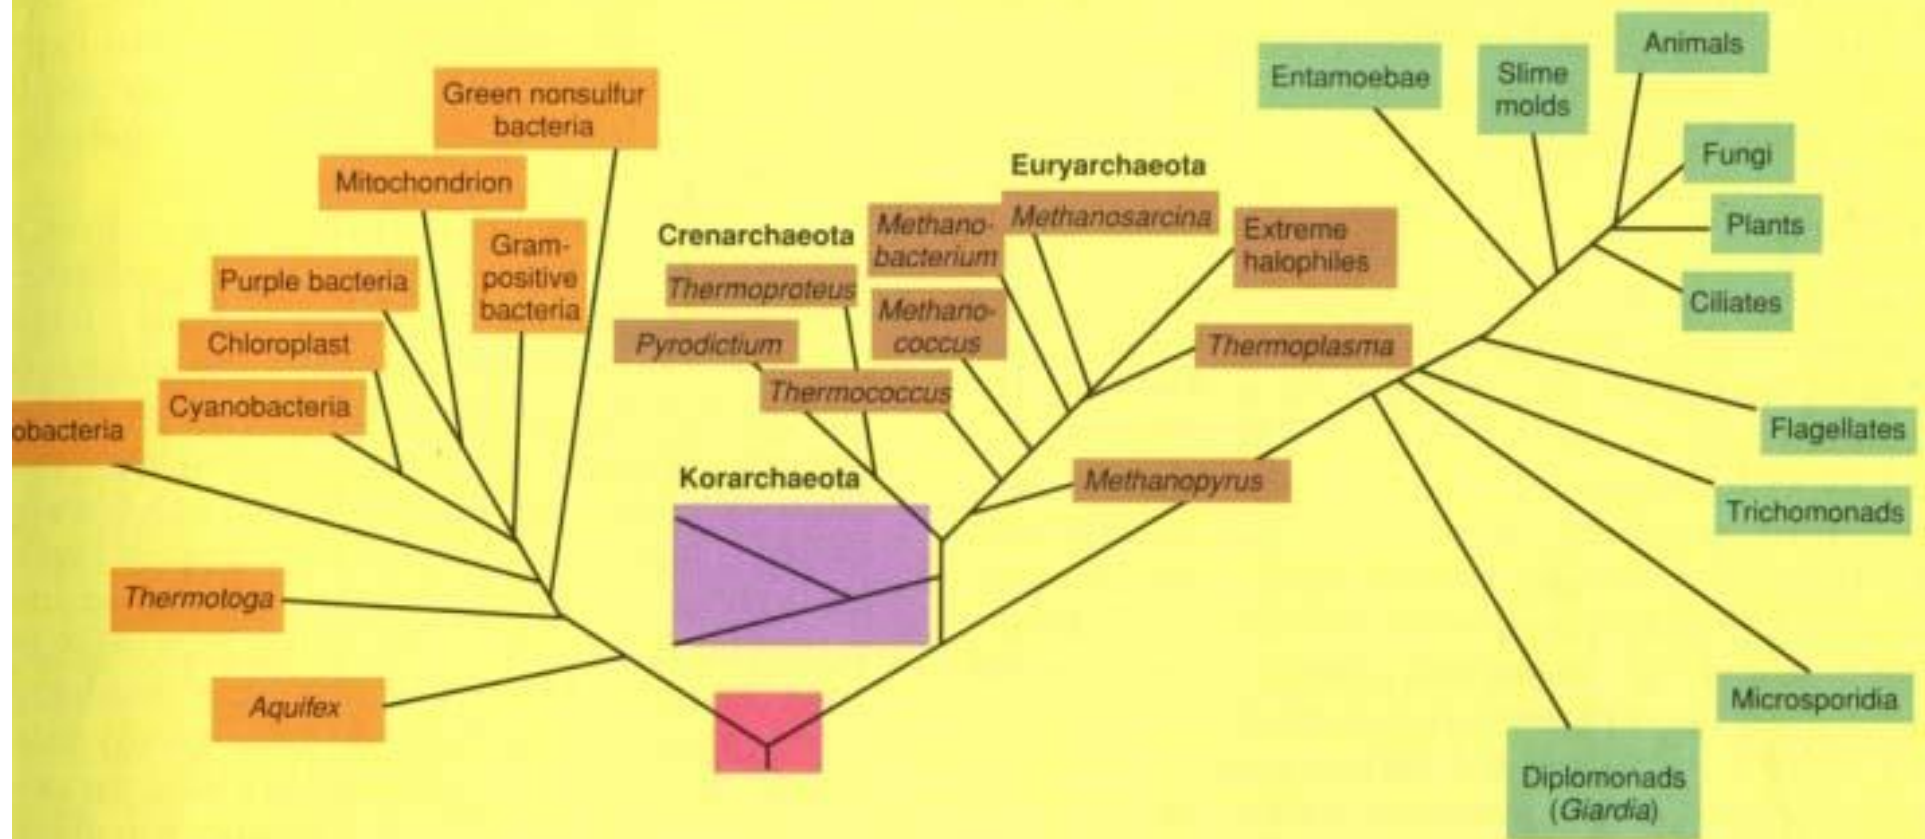 Green nonsulfur
bacteria
Mitochondrion
Gram-
positive
bacteria
Purple bacteria
Chloroplast
Cyanobacteria
obacteria
Thermotoga
Aquifex
Crenarchaeota
Thermoproteus
Pyrodictium
Korarchaeota
Euryarchaeota
Methano-
bacterium
Methanosarcina
Extreme
halophiles
Methano-
coccus
Thermoplasma
Thermococcus
Methanopyrus
Entamoebae
Slime
molds
Animals
Fungi
Plants
Ciliates
Flagellates
Trichomonads
Microsporidia
Diplomonads
(Giardia)